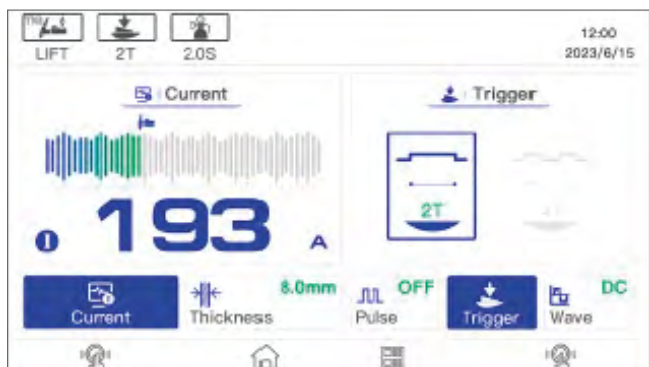 TIG
LIFT 2T 2.0S
12:00
2023/6/15
Current
Trigger
2T
193 A
8.0mm OFF DC
Current Thickness Pulse Trigger Wave